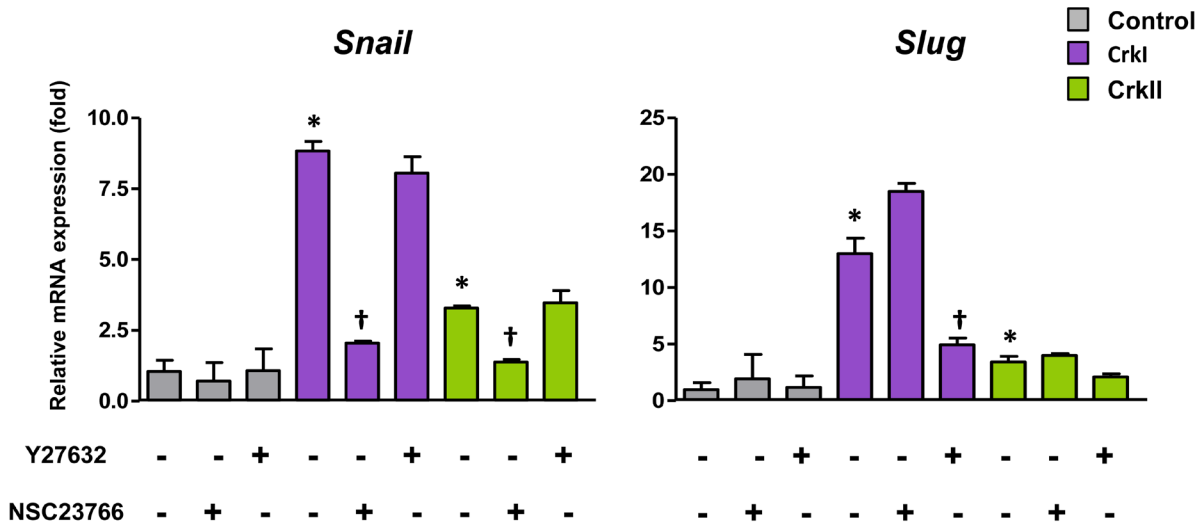 Snail
Slug
Control
CrkI
CrkII
Relative mRNA expression (fold)
10.0
7.5
5.0
2.5
0.0
* † * †
25
20
15
10
5
0
* † *
Y27632 - - + - - + - - + - - + - - + - - +
NSC23766 - + - - + - - + - - + - - + - - + -